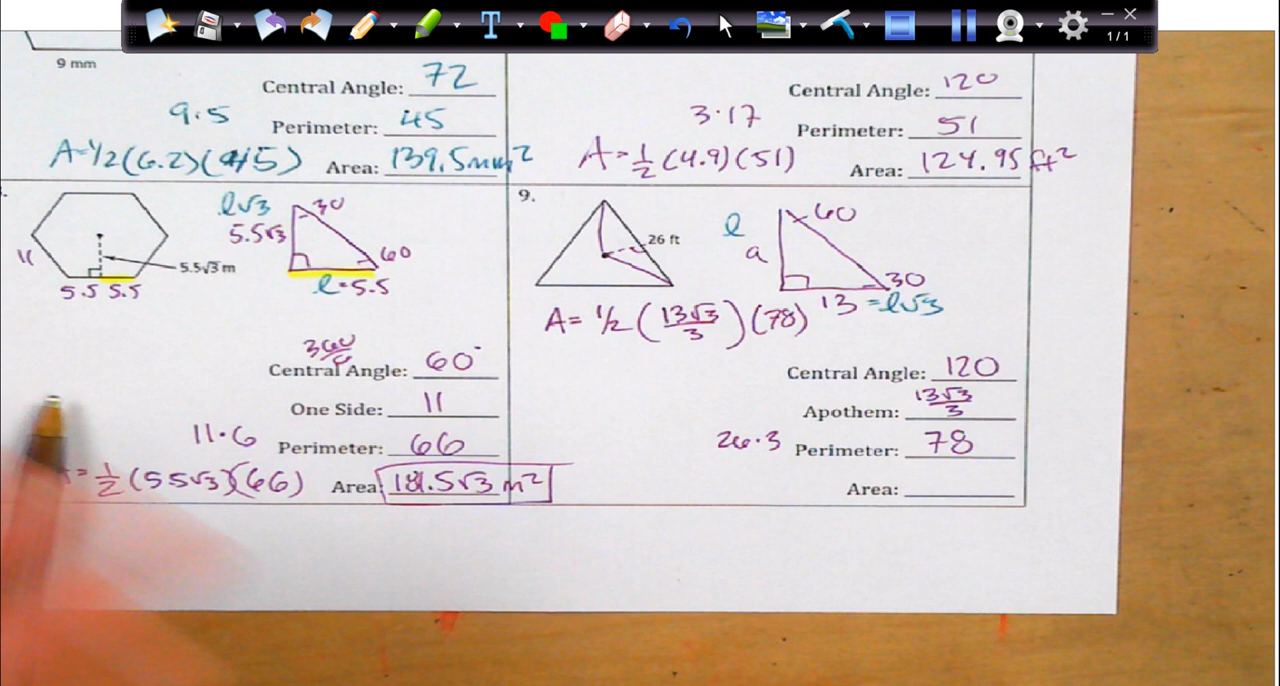 T
1/1
9 mm
Central Angle: 72
9.5
Perimeter: 45
A=1/2(6.2)(45) Area: 139.5mm²
Central Angle: 120
3·17
Perimeter: 51
A=1/2(4.9)(51) Area: 124.95 ft²
l√3 30
5.5√3
60
11
5.5√3 m
5.5 5.5
l=5.5
360/6
Central Angle: 60°
One Side: 11
11·6 Perimeter: 66
=1/2(5.5√3)(66) Area: 181.5√3 m²
9.
26 ft
l
60
a
30
13=l√3
A=1/2(13√3/3)(78)
Central Angle: 120
Apothem: 13√3/3
26·3 Perimeter: 78
Area: